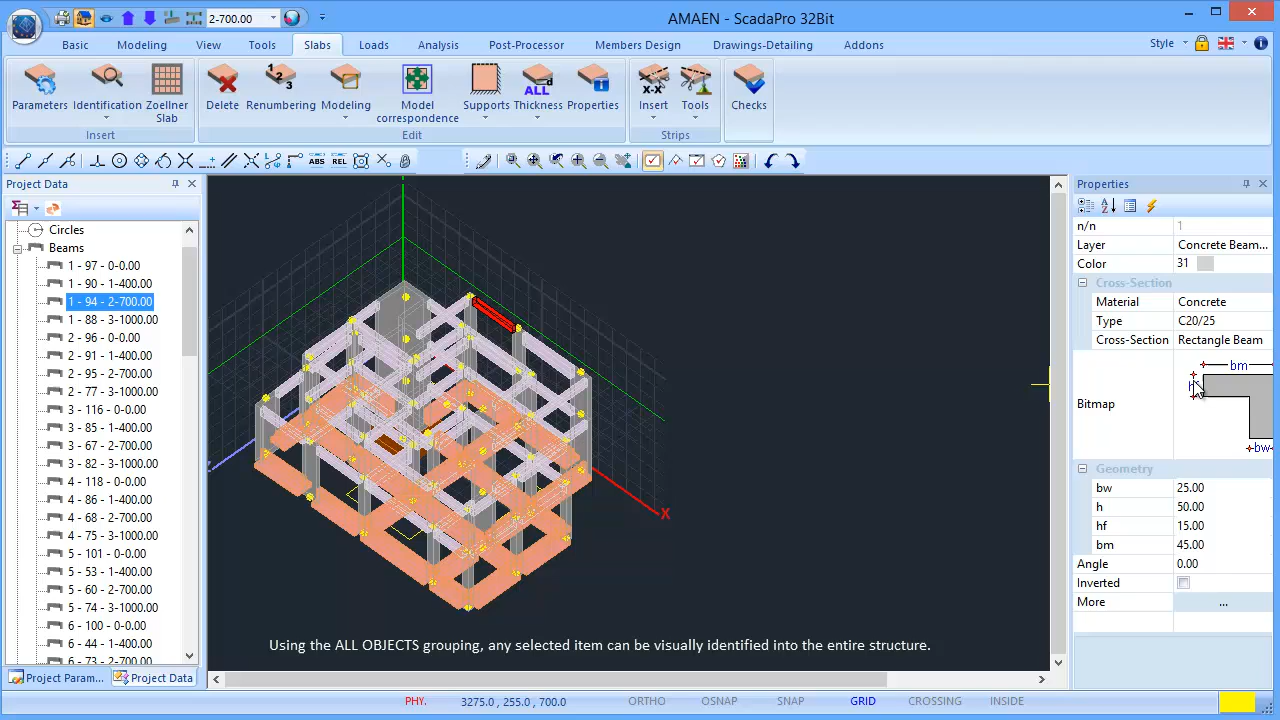 2-700.00
AMAEN - ScadaPro 32Bit
Basic Modeling View Tools Slabs Loads Analysis Post-Processor Members Design Drawings-Detailing Addons Style
Parameters Identification Zoellner Slab Delete Renumbering Modeling Model correspondence Supports Thickness Properties Insert Tools Checks
1 2 3
ALL
X-X
Insert Edit Strips
ABS REL
Project Data
Circles
Beams
1 - 97 - 0-0.00
1 - 90 - 1-400.00
1 - 94 - 2-700.00
1 - 88 - 3-1000.00
2 - 96 - 0-0.00
2 - 91 - 1-400.00
2 - 95 - 2-700.00
2 - 77 - 3-1000.00
3 - 116 - 0-0.00
3 - 85 - 1-400.00
3 - 67 - 2-700.00
3 - 82 - 3-1000.00
4 - 118 - 0-0.00
4 - 86 - 1-400.00
4 - 68 - 2-700.00
4 - 75 - 3-1000.00
5 - 101 - 0-0.00
5 - 53 - 1-400.00
5 - 60 - 2-700.00
5 - 74 - 3-1000.00
6 - 100 - 0-0.00
6 - 44 - 1-400.00
6 - 73 - 2-700.00
Project Param... Project Data
X
Using the ALL OBJECTS grouping, any selected item can be visually identified into the entire structure.
Properties
n/n 1
Layer Concrete Beam...
Color 31
Cross-Section
Material Concrete
Type C20/25
Cross-Section Rectangle Beam
Bitmap
bm
h
bw
Geometry
bw 25.00
h 50.00
hf 15.00
bm 45.00
Angle 0.00
Inverted
More ...
PHY. 3275.0 , 255.0 , 700.0 ORTHO OSNAP SNAP GRID CROSSING INSIDE